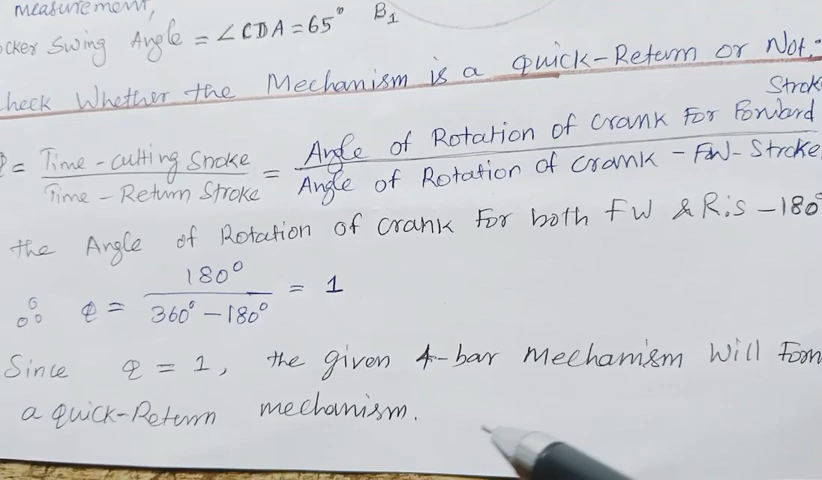 measurement,
ocker Swing Angle = ∠CDA = 65° B1
heck Whether the Mechanism is a quick-Return or Not:
Strok
Q = Time - cutting Stroke / Time - Return Stroke = Angle of Rotation of Crank For Forward / Angle of Rotation of Crank - FW - Stroke.
the Angle of Rotation of Crank For both FW & R.S - 180°
∴ Q = 180° / 360° - 180° = 1
Since Q = 1, the given 4-bar mechanism Will Form
a quick-Return mechanism.